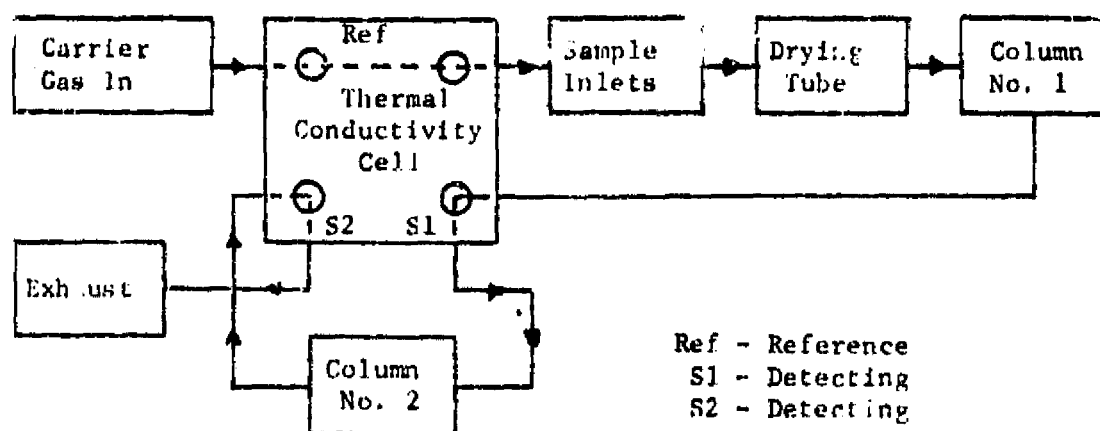 Carrier
Gas In
Ref
Thermal
Conductivity
Cell
S2
S1
Sample
Inlets
Drying
Tube
Column
No. 1
Exhaust
Column
No. 2
Ref - Reference
S1 - Detecting
S2 - Detecting